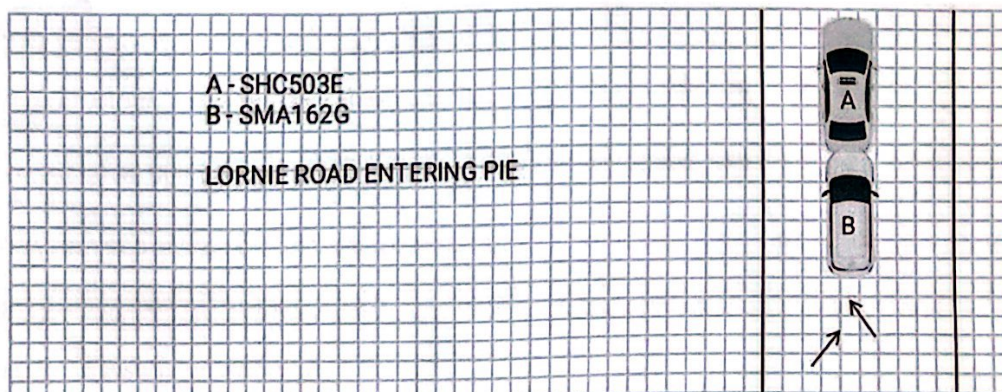 A - SHC503E
B - SMA162G
LORNIE ROAD ENTERING PIE
A
B